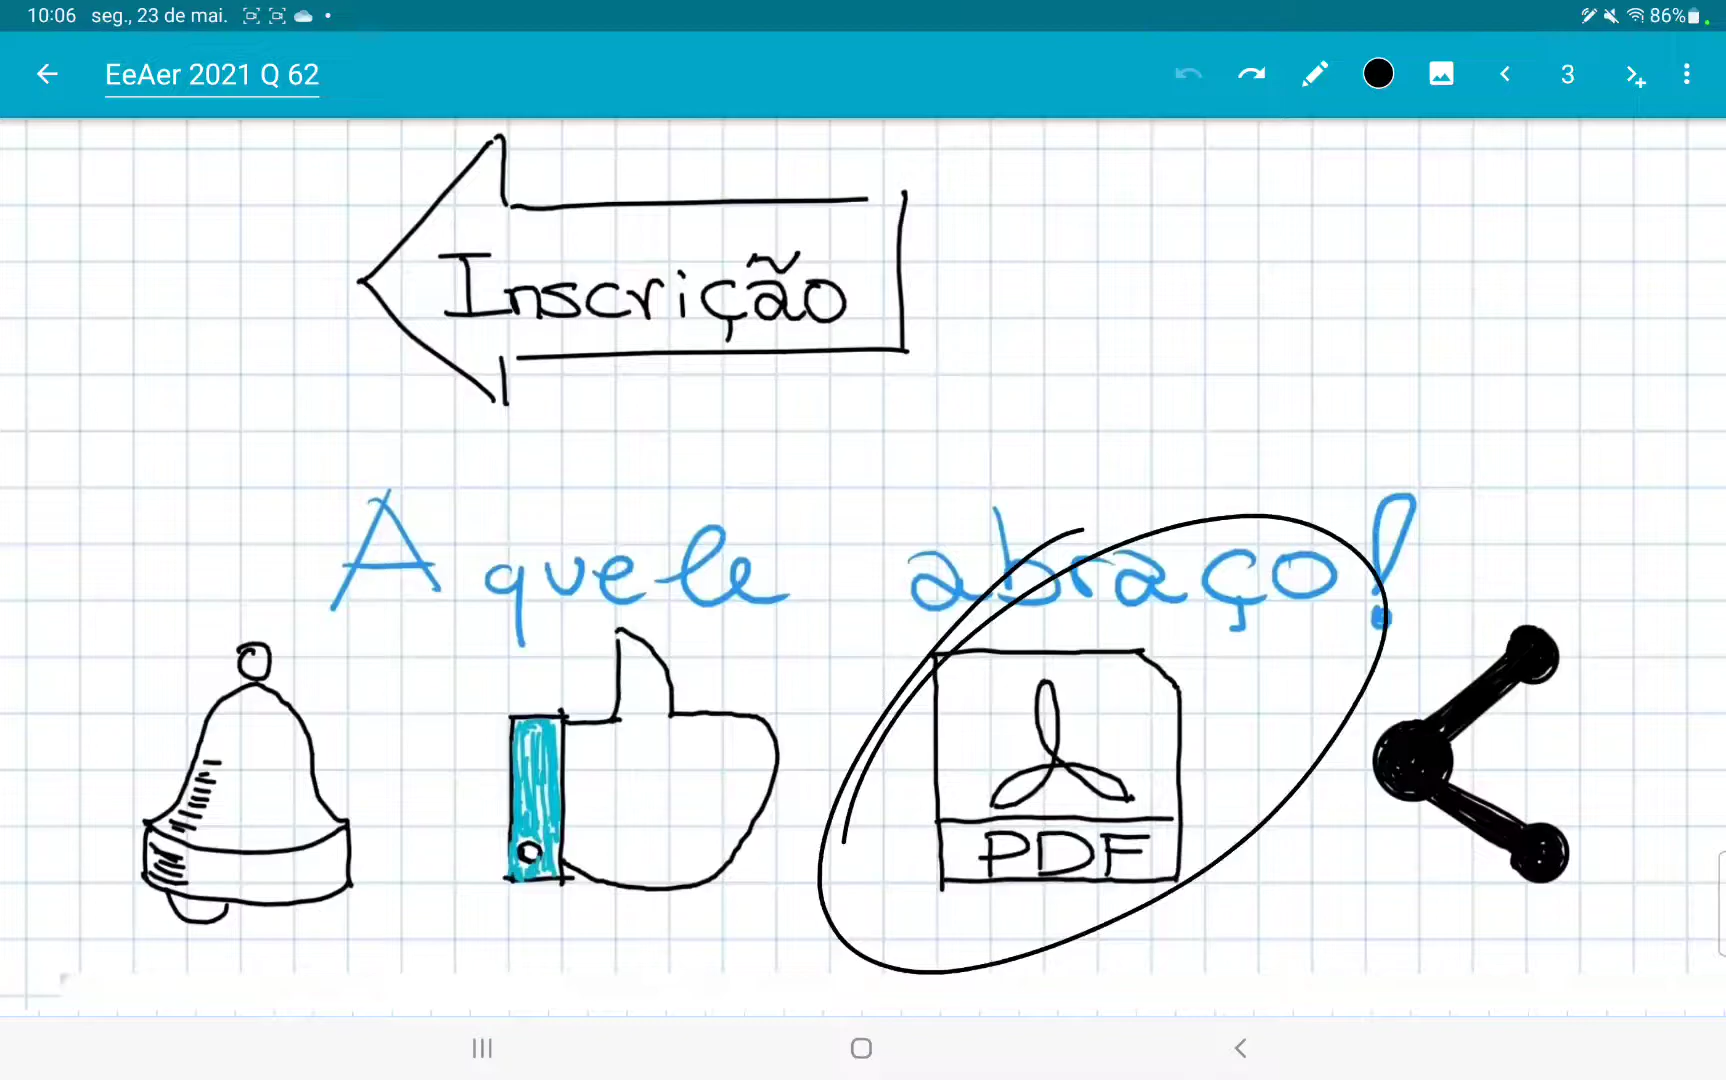 10:06 seg., 23 de mai. 86%
EeAer 2021 Q 62 3
Inscrição
Aquele abraço!
PDF